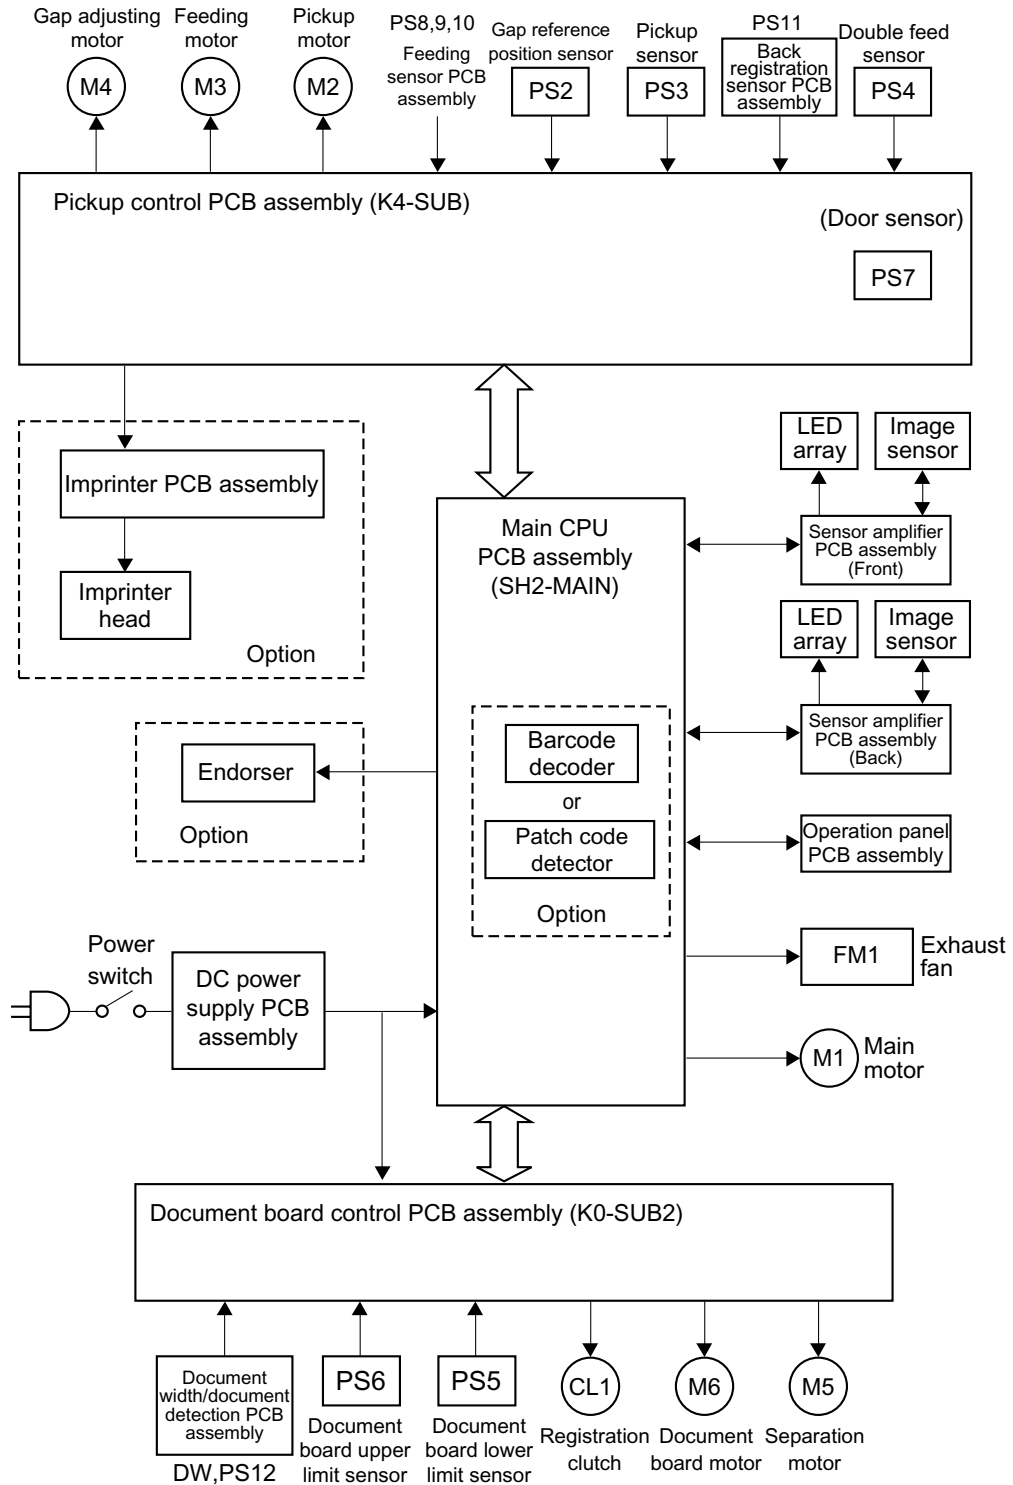 Gap adjusting
motor
M4
Feeding
motor
M3
Pickup
motor
M2
PS8,9,10
Feeding
sensor PCB
assembly
Gap reference
position sensor
PS2
Pickup
sensor
PS3
PS11
Back
registration
sensor PCB
assembly
Double feed
sensor
PS4
Pickup control PCB assembly (K4-SUB)
(Door sensor)
PS7
Imprinter PCB assembly
Imprinter
head
Option
Main CPU
PCB assembly
(SH2-MAIN)
LED
array
Image
sensor
Sensor amplifier
PCB assembly
(Front)
LED
array
Image
sensor
Sensor amplifier
PCB assembly
(Back)
Endorser
Option
Barcode
decoder
or
Patch code
detector
Option
Operation panel
PCB assembly
FM1
Exhaust
fan
M1
Main
motor
Power
switch
DC power
supply PCB
assembly
Document board control PCB assembly (K0-SUB2)
Document
width/document
detection PCB
assembly
DW,PS12
PS6
Document
board upper
limit sensor
PS5
Document
board lower
limit sensor
CL1
Registration
clutch
M6
Document
board motor
M5
Separation
motor